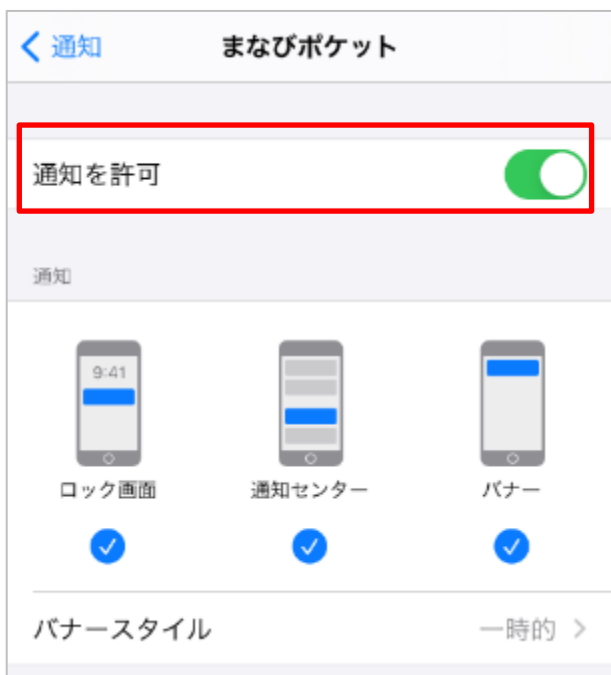 通知 まなびポケット
通知を許可
通知
9:41
ロック画面 通知センター バナー
バナースタイル 一時的